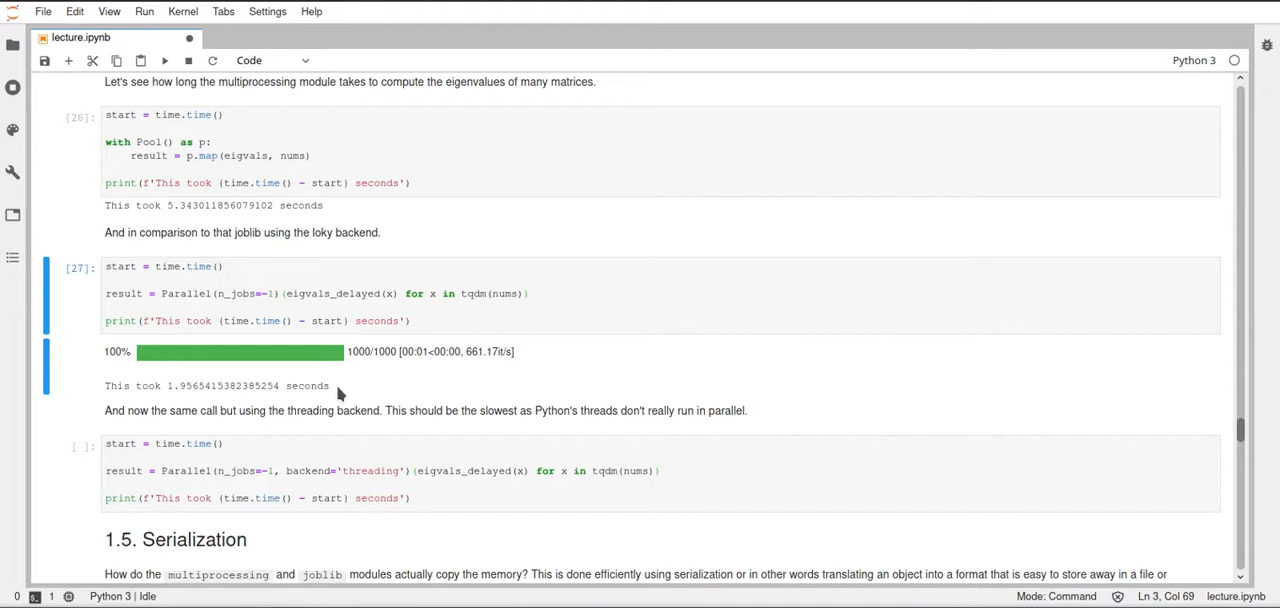 File Edit View Run Kernel Tabs Settings Help
lecture.ipynb
Code
Python 3
Let's see how long the multiprocessing module takes to compute the eigenvalues of many matrices.
[26]:
start = time.time()
with Pool() as p:
result = p.map(eigvals, nums)
print(f'This took {time.time() - start} seconds')
This took 5.343011856079102 seconds
And in comparison to that joblib using the loky backend.
[27]:
start = time.time()
result = Parallel(n_jobs=-1)(eigvals_delayed(x) for x in tqdm(nums))
print(f'This took {time.time() - start} seconds')
100% 1000/1000 [00:01<00:00, 661.17it/s]
This took 1.9565415382385254 seconds
And now the same call but using the threading backend. This should be the slowest as Python's threads don't really run in parallel.
[ ]:
start = time.time()
result = Parallel(n_jobs=-1, backend='threading')(eigvals_delayed(x) for x in tqdm(nums))
print(f'This took {time.time() - start} seconds')
1.5. Serialization
How do the multiprocessing and joblib modules actually copy the memory? This is done efficiently using serialization or in other words translating an object into a format that is easy to store away in a file or
0 1 Python 3 | Idle Mode: Command Ln 3, Col 69 lecture.ipynb